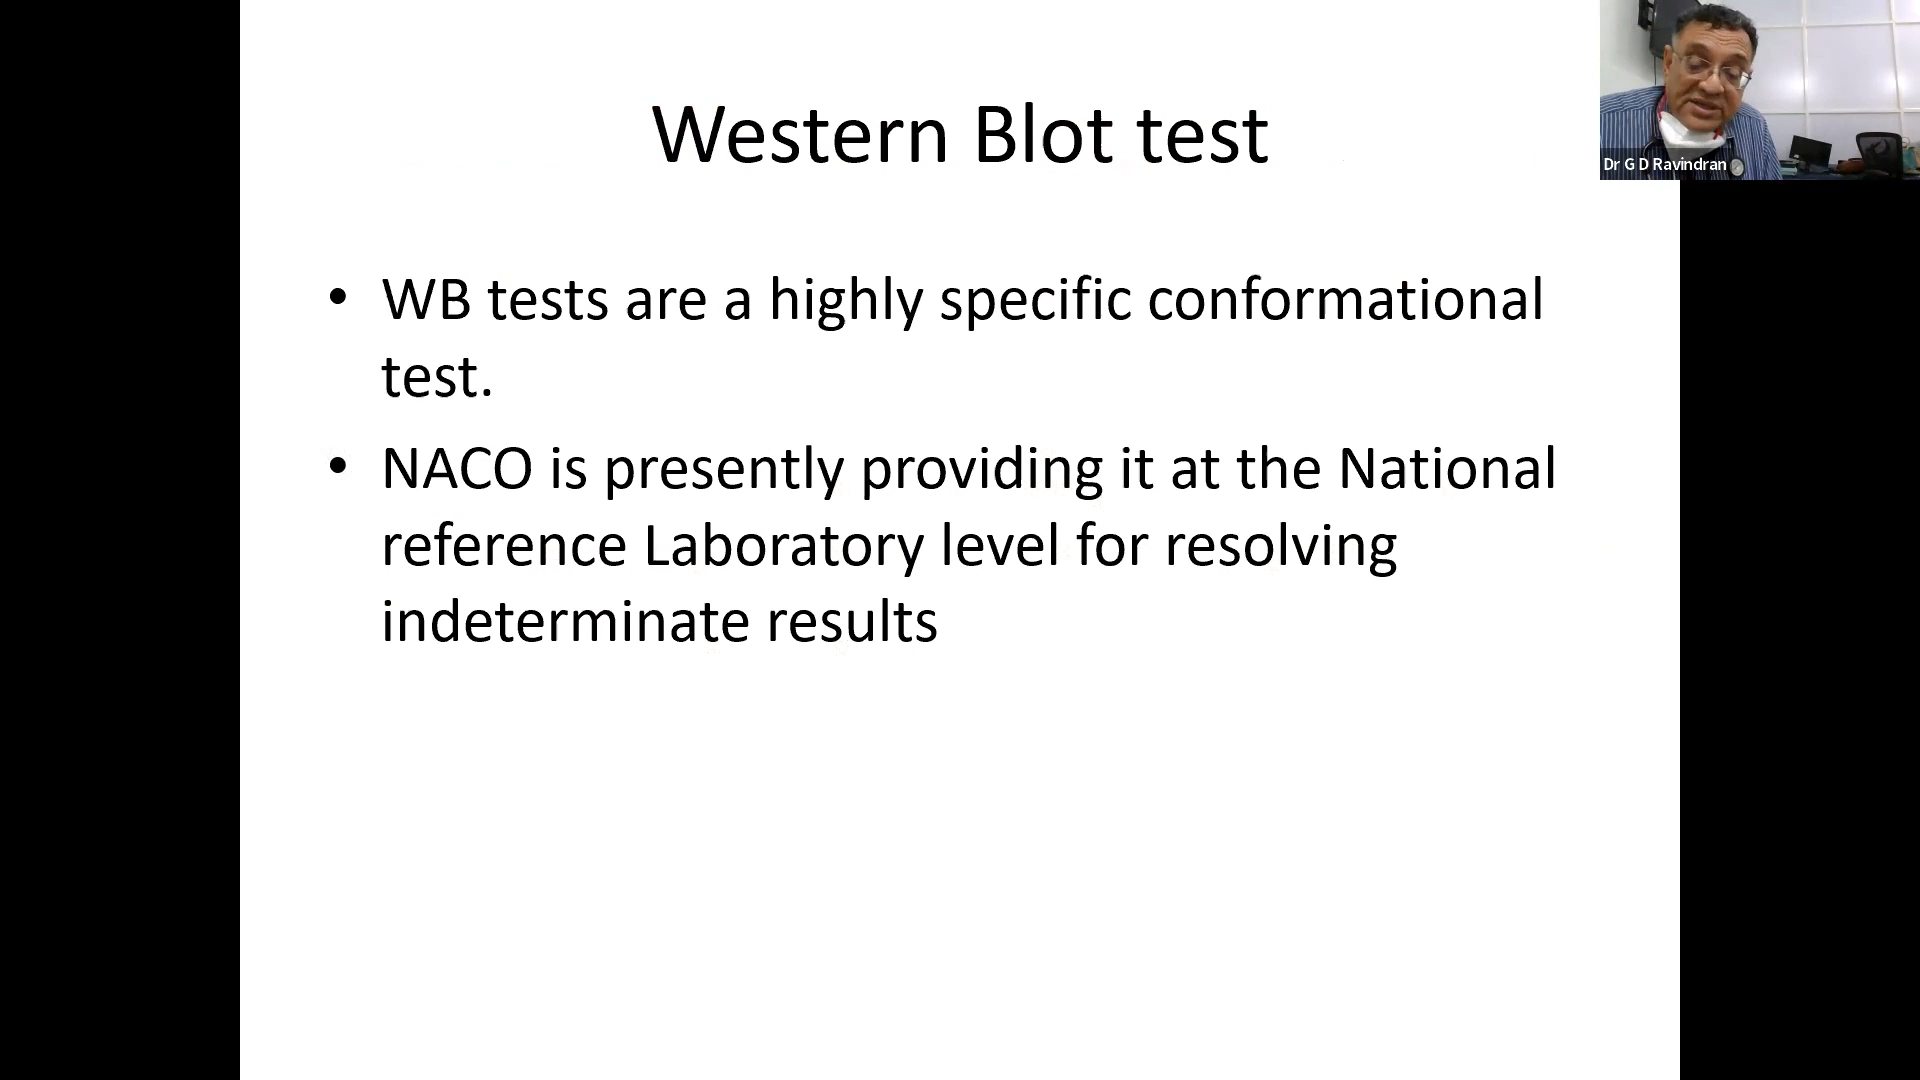 Western Blot test
Dr G D Ravindran
• WB tests are a highly specific conformational
test.
• NACO is presently providing it at the National
reference Laboratory level for resolving
indeterminate results